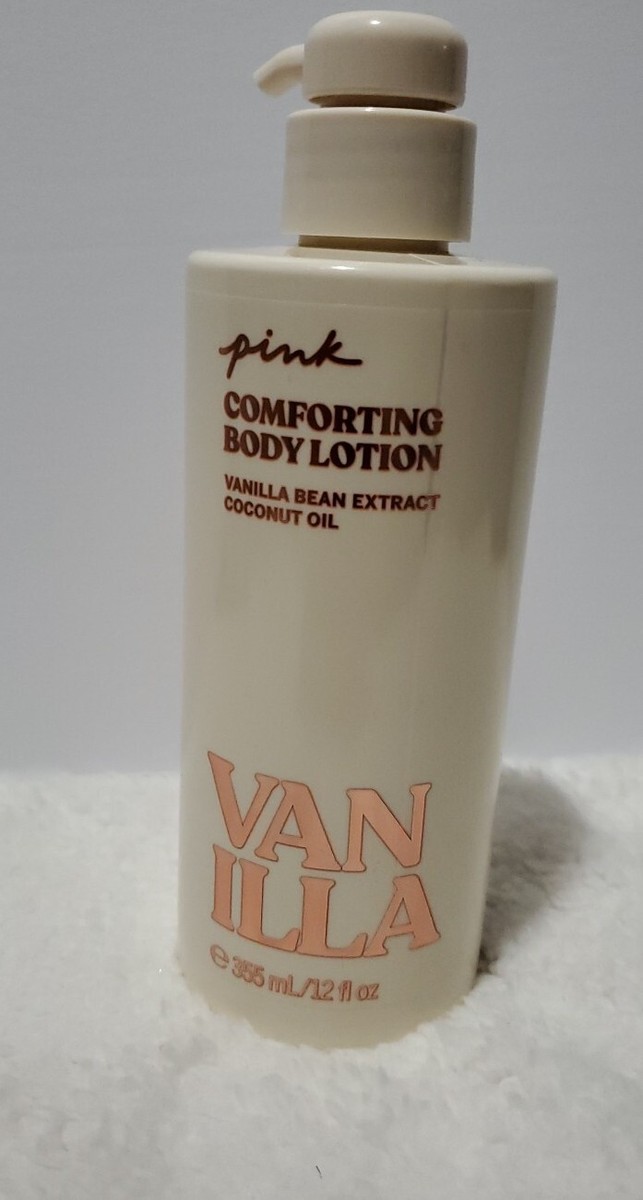 pink
COMFORTING
BODY LOTION
VANILLA BEAN EXTRACT
COCONUT OIL
VAN
ILLA
℮ 355 mL/12 fl oz